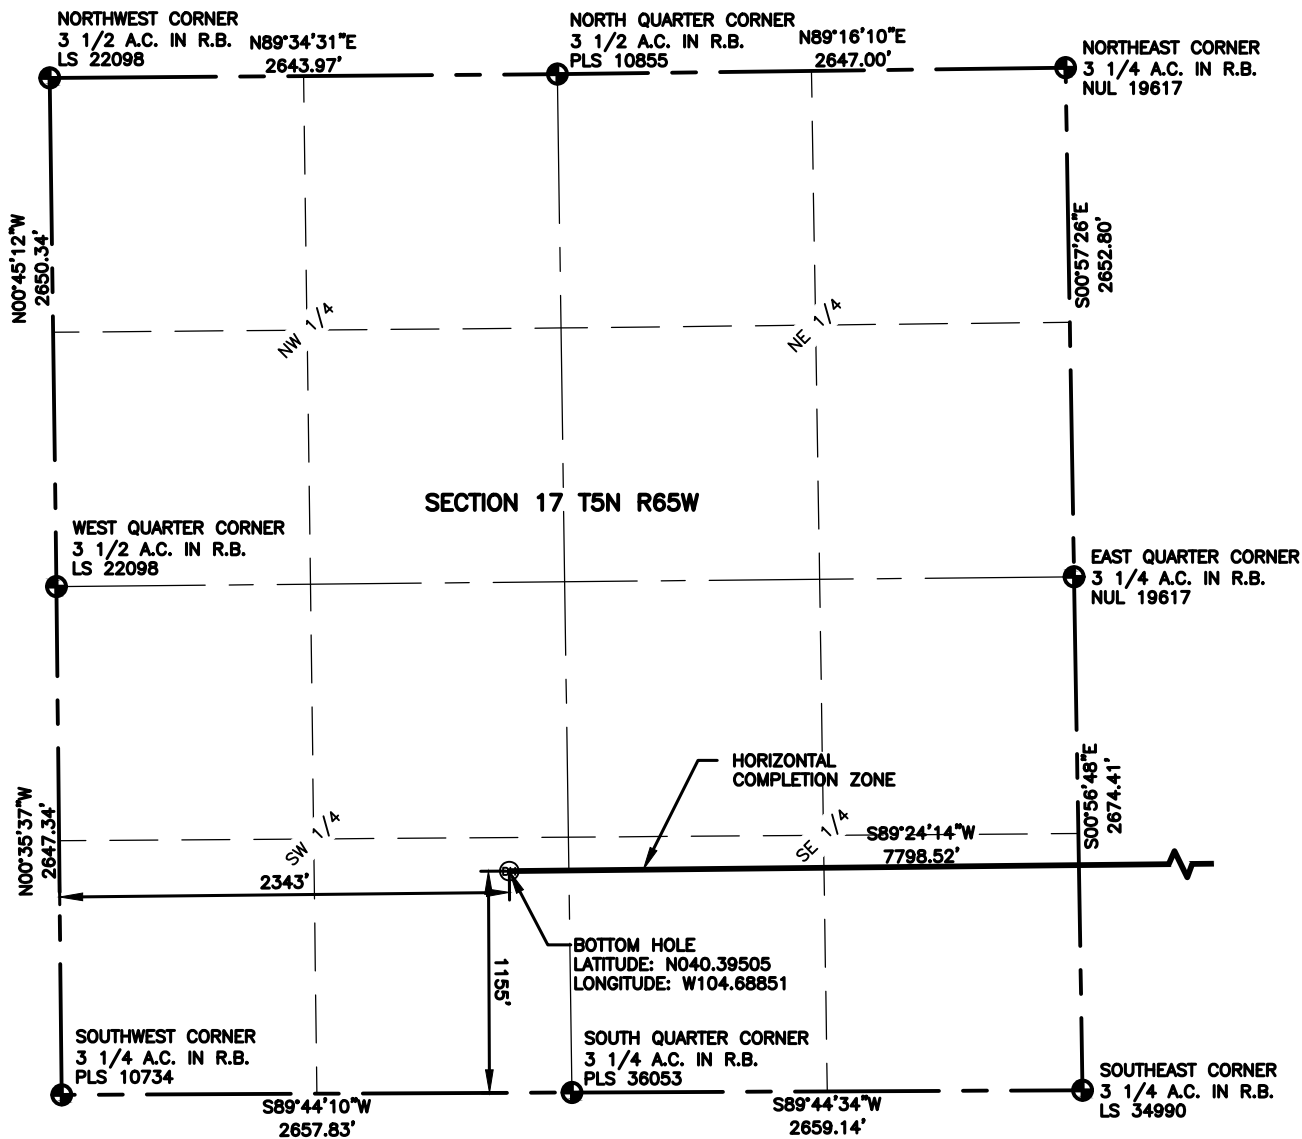 NORTHWEST CORNER
3 1/2 A.C. IN R.B.
LS 22098
N89°34'31"E
2643.97'
NORTH QUARTER CORNER
3 1/2 A.C. IN R.B.
PLS 10855
N89°16'10"E
2647.00'
NORTHEAST CORNER
3 1/4 A.C. IN R.B.
NUL 19617
N00°45'12"W
2650.34'
NW 1/4
NE 1/4
S00°57'26"E
2652.80'
SECTION 17 T5N R65W
WEST QUARTER CORNER
3 1/2 A.C. IN R.B.
LS 22098
EAST QUARTER CORNER
3 1/4 A.C. IN R.B.
NUL 19617
HORIZONTAL
COMPLETION ZONE
N00°35'37"W
2647.34'
SW 1/4
SE 1/4
S89°24'14"W
7798.52'
S00°56'48"E
2674.41'
2343'
1155'
BOTTOM HOLE
LATITUDE: N040.39505
LONGITUDE: W104.68851
SOUTHWEST CORNER
3 1/4 A.C. IN R.B.
PLS 10734
S89°44'10"W
2657.83'
SOUTH QUARTER CORNER
3 1/4 A.C. IN R.B.
PLS 36053
S89°44'34"W
2659.14'
SOUTHEAST CORNER
3 1/4 A.C. IN R.B.
LS 34990